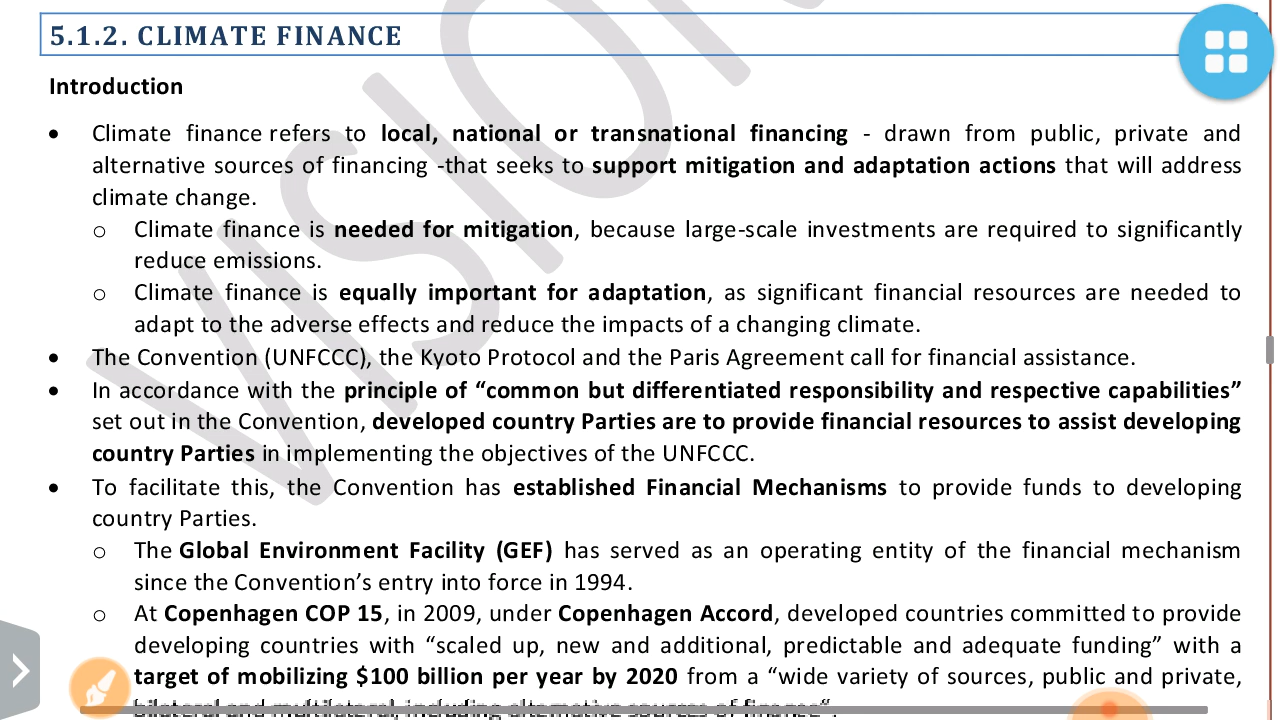 5.1.2. CLIMATE FINANCE
Introduction
• Climate finance refers to local, national or transnational financing - drawn from public, private and
alternative sources of financing -that seeks to support mitigation and adaptation actions that will address
climate change.
o Climate finance is needed for mitigation, because large-scale investments are required to significantly
reduce emissions.
o Climate finance is equally important for adaptation, as significant financial resources are needed to
adapt to the adverse effects and reduce the impacts of a changing climate.
• The Convention (UNFCCC), the Kyoto Protocol and the Paris Agreement call for financial assistance.
• In accordance with the principle of “common but differentiated responsibility and respective capabilities”
set out in the Convention, developed country Parties are to provide financial resources to assist developing
country Parties in implementing the objectives of the UNFCCC.
• To facilitate this, the Convention has established Financial Mechanisms to provide funds to developing
country Parties.
o The Global Environment Facility (GEF) has served as an operating entity of the financial mechanism
since the Convention’s entry into force in 1994.
o At Copenhagen COP 15, in 2009, under Copenhagen Accord, developed countries committed to provide
developing countries with “scaled up, new and additional, predictable and adequate funding” with a
target of mobilizing $100 billion per year by 2020 from a “wide variety of sources, public and private,
bilateral and multilateral, including alternative sources of finance”.
VISION